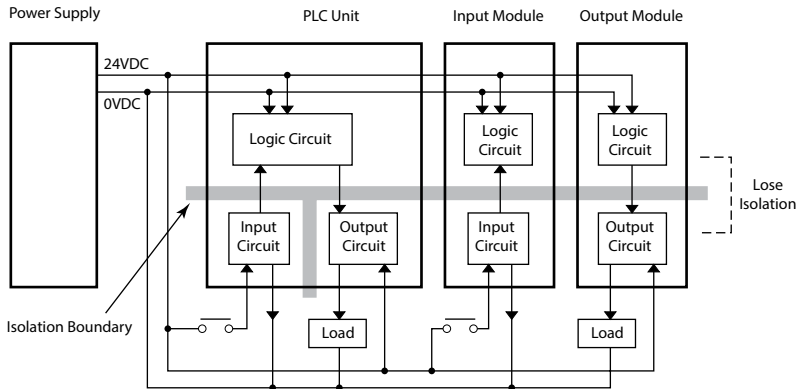 Power Supply
PLC Unit
Input Module
Output Module
24VDC
0VDC
Logic Circuit
Logic
Circuit
Logic
Circuit
Lose
Isolation
Input
Circuit
Output
Circuit
Input
Circuit
Output
Circuit
Isolation Boundary
Load
Load